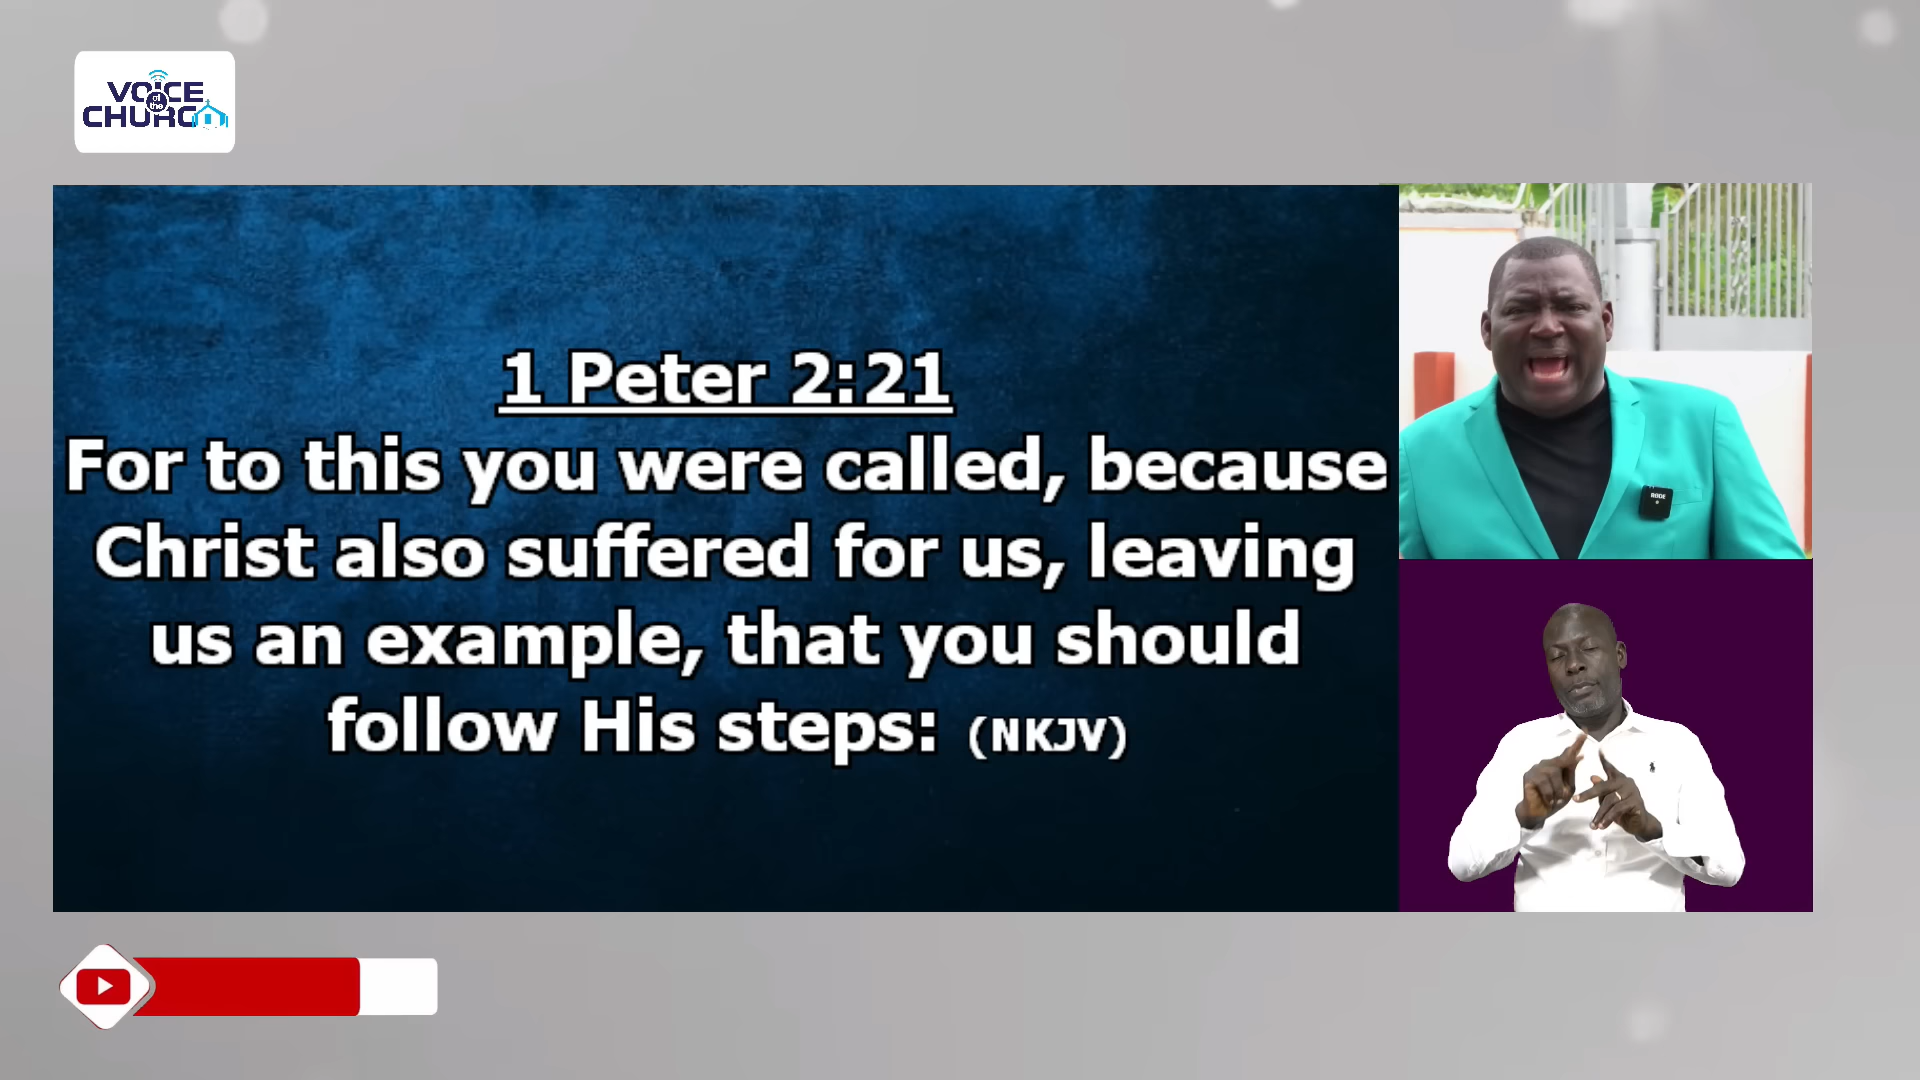 VOICE
of the
CHURCH
1 Peter 2:21
For to this you were called, because
Christ also suffered for us, leaving
us an example, that you should
follow His steps: (NKJV)
RODE